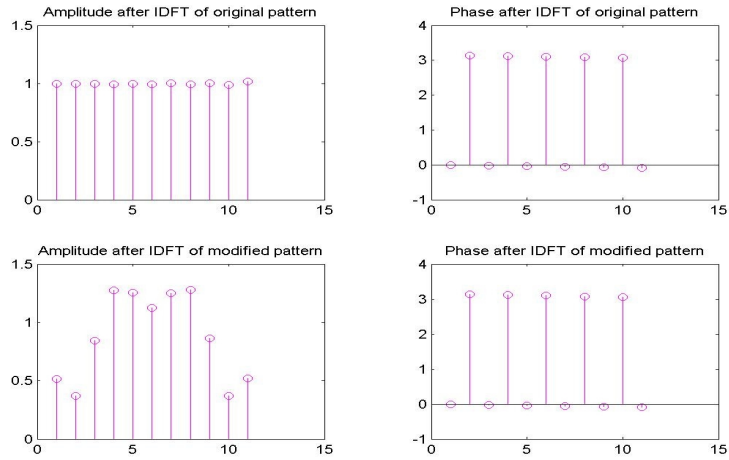 Amplitude after IDFT of original pattern
1.5
1
0.5
0
0 5 10 15
Phase after IDFT of original pattern
4
3
2
1
0
-1
0 5 10 15
Amplitude after IDFT of modified pattern
1.5
1
0.5
0
0 5 10 15
Phase after IDFT of modified pattern
4
3
2
1
0
-1
0 5 10 15